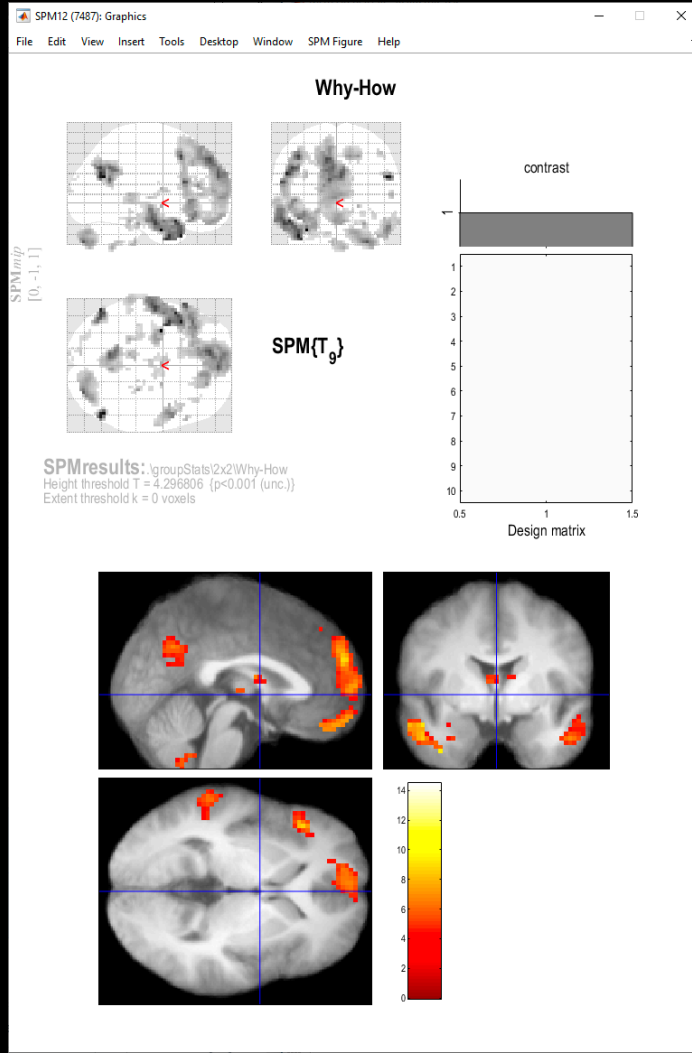 SPM12 (7487): Graphics
File Edit View Insert Tools Desktop Window SPM Figure Help
Why-How
SPMmip
[0, -1, 1]
<
<
<
SPM{T9}
contrast
1
1
2
3
4
5
6
7
8
9
10
0.5 1 1.5
Design matrix
SPMresults: .\groupStats\2x2\Why-How
Height threshold T = 4.296806 {p<0.001 (unc.)}
Extent threshold k = 0 voxels
14
12
10
8
6
4
2
0